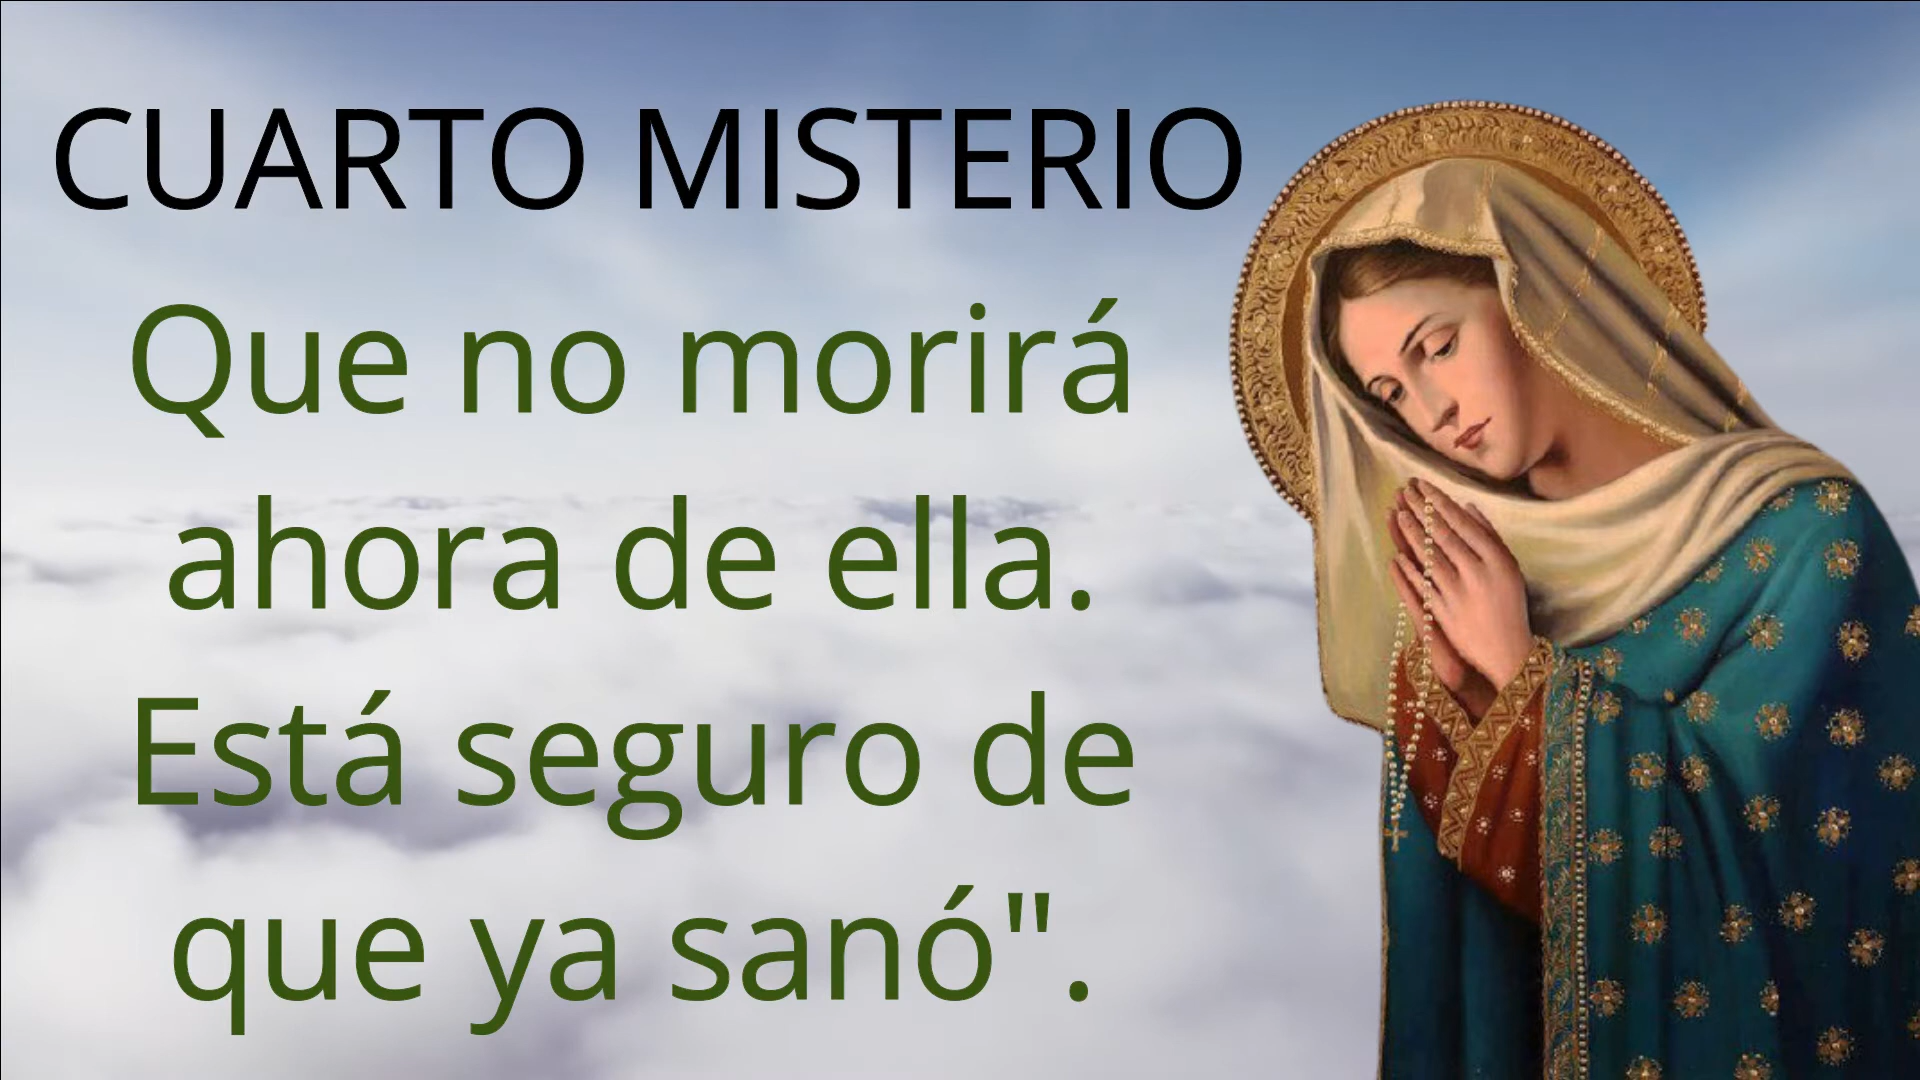 CUARTO MISTERIO
Que no morirá
ahora de ella.
Está seguro de
que ya sanó".